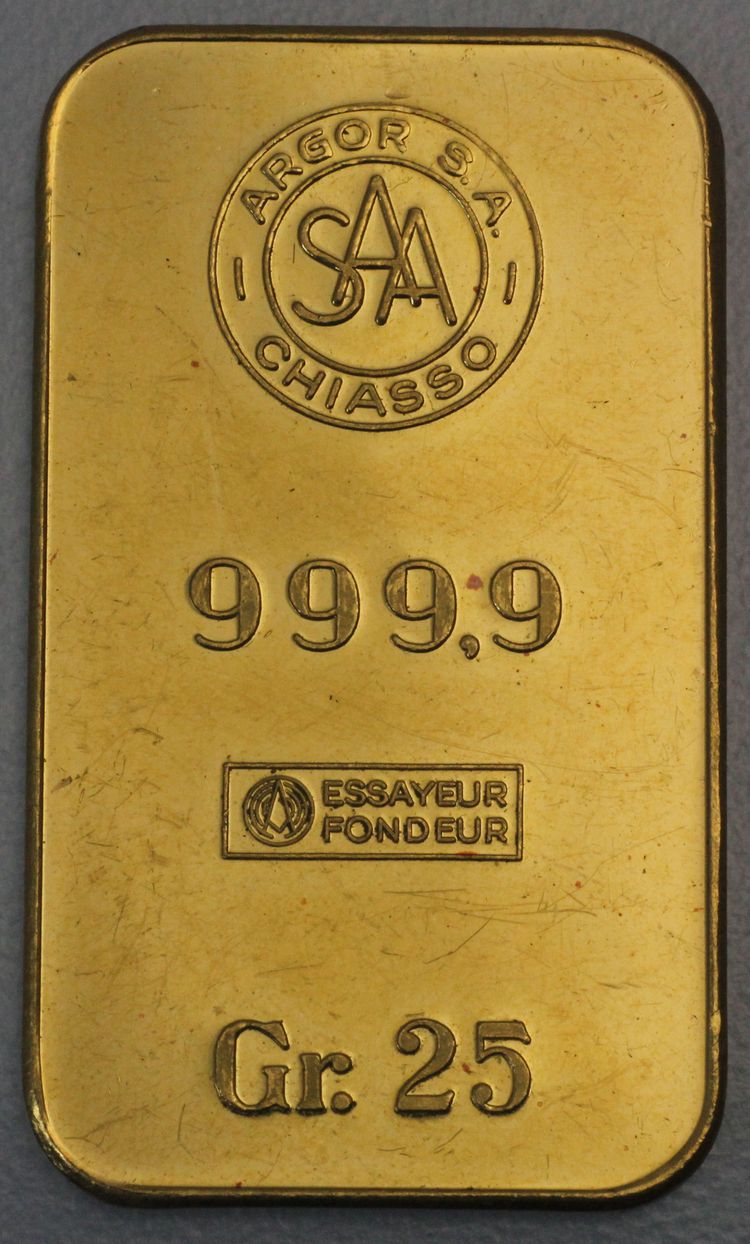 ARGOR S.A.
SAA
CHIASSO
999,9
ESSAYEUR
FONDEUR
Gr. 25